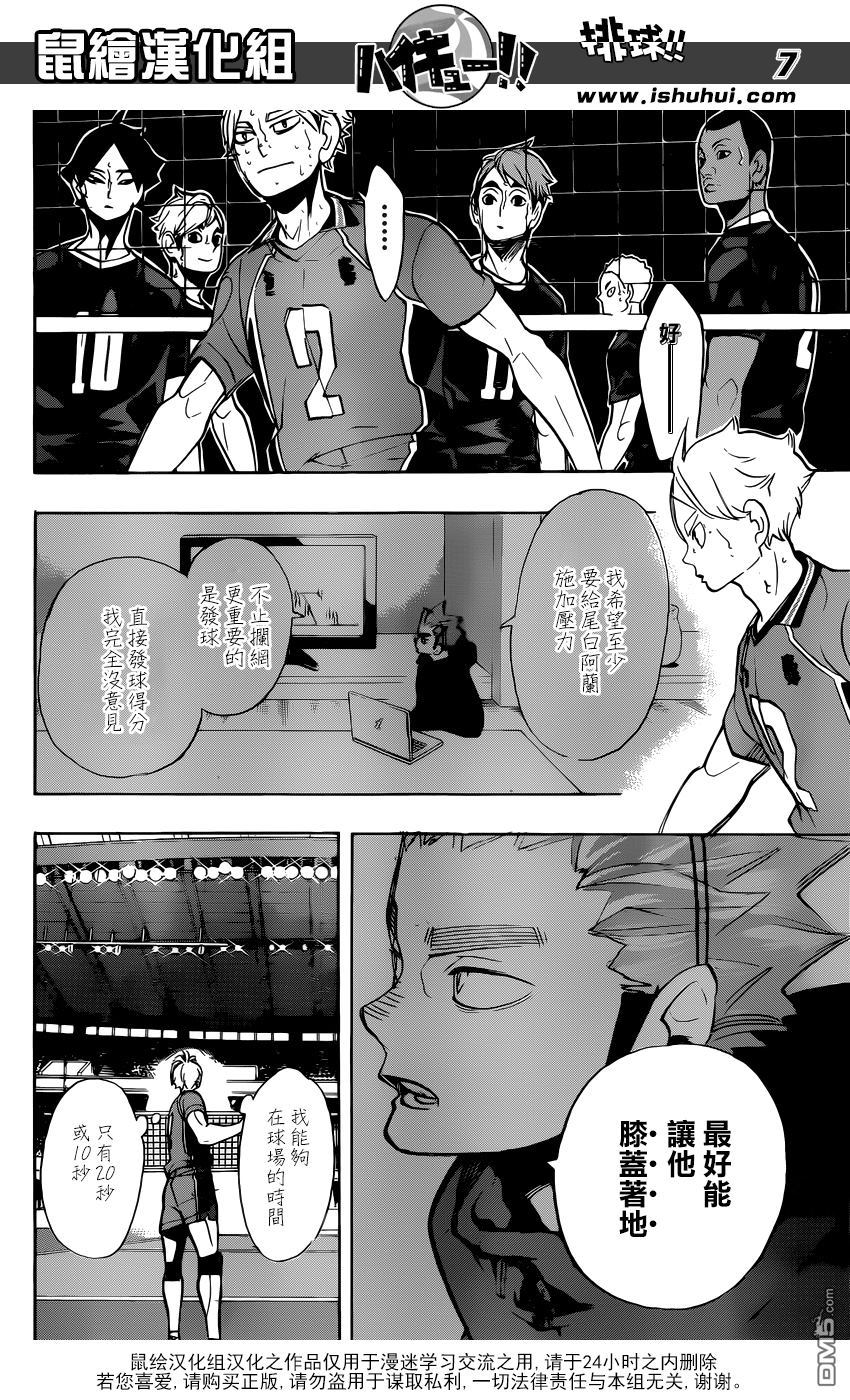 鼠繪漢化組
ハイキュー!!
排球!!
7
www.ishuhui.com
好——
……
2
10
11
我希望至少
要給尾白阿蘭
施加壓力
不止攔網
更重要的
是發球
直接發球得分
我完全沒意見
最好能
讓他
膝蓋著地
我能夠
在球場的時間
只有20秒
或10秒
鼠绘汉化组汉化之作品仅用于漫迷学习交流之用,请于24小时之内删除
若您喜爱,请购买正版,请勿盗用于谋取私利,一切法律责任与本组无关,谢谢。
DM5.com